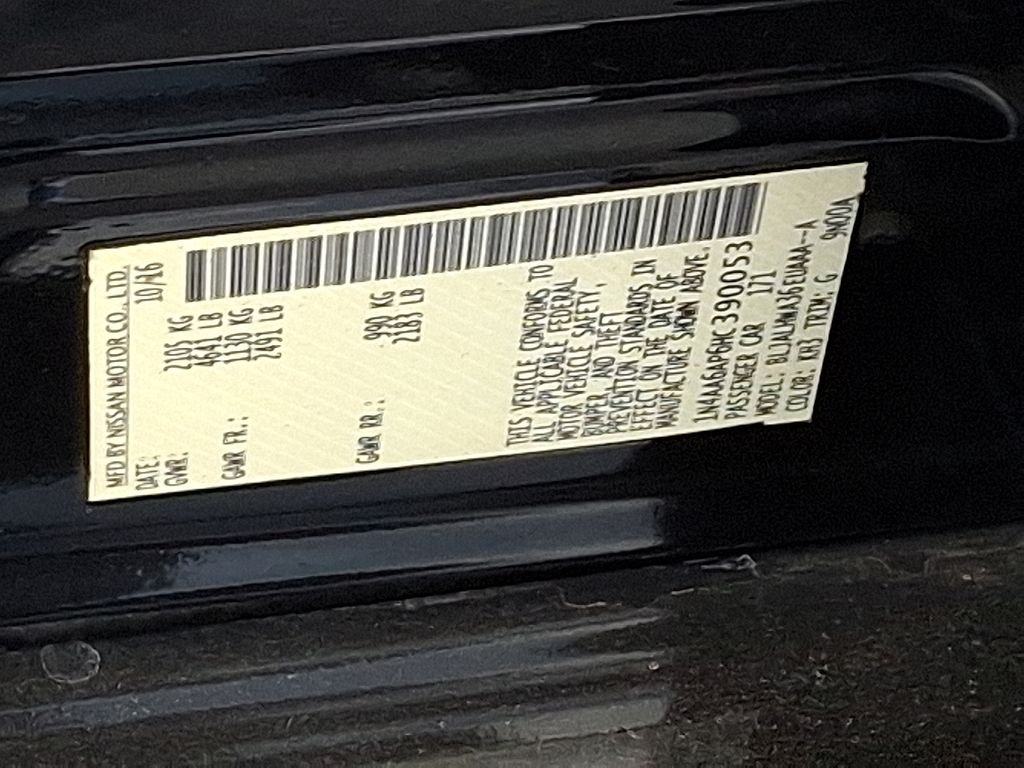 MFD BY NISSAN MOTOR CO., LTD.
DATE: 10/16
GVWR: 2105 KG
4641 LB
GAWR FR.: 1130 KG
2491 LB
GAWR RR.: 990 KG
2183 LB
THIS VEHICLE CONFORMS TO
ALL APPLICABLE FEDERAL
MOTOR VEHICLE SAFETY,
BUMPER, AND THEFT
PREVENTION STANDARDS IN
EFFECT ON THE DATE OF
MANUFACTURE SHOWN ABOVE.
1N4AA6AP6HC390053
PASSENGER CAR 171
MODEL:
COLOR: KH3 TRIM: G 9N00A